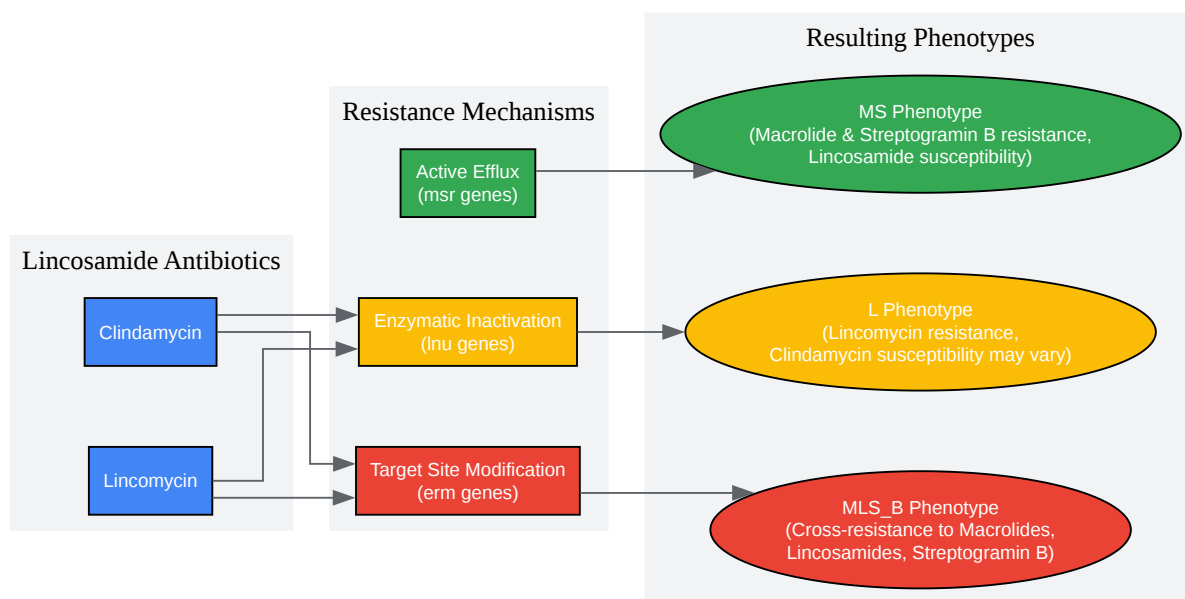 Lincosamide Antibiotics
Clindamycin
Lincomycin
Resistance Mechanisms
Active Efflux
(msr genes)
Enzymatic Inactivation
(lnu genes)
Target Site Modification
(erm genes)
Resulting Phenotypes
MS Phenotype
(Macrolide & Streptogramin B resistance,
Lincosamide susceptibility)
L Phenotype
(Lincomycin resistance,
Clindamycin susceptibility may vary)
MLS_B Phenotype
(Cross-resistance to Macrolides,
Lincosamides, Streptogramin B)